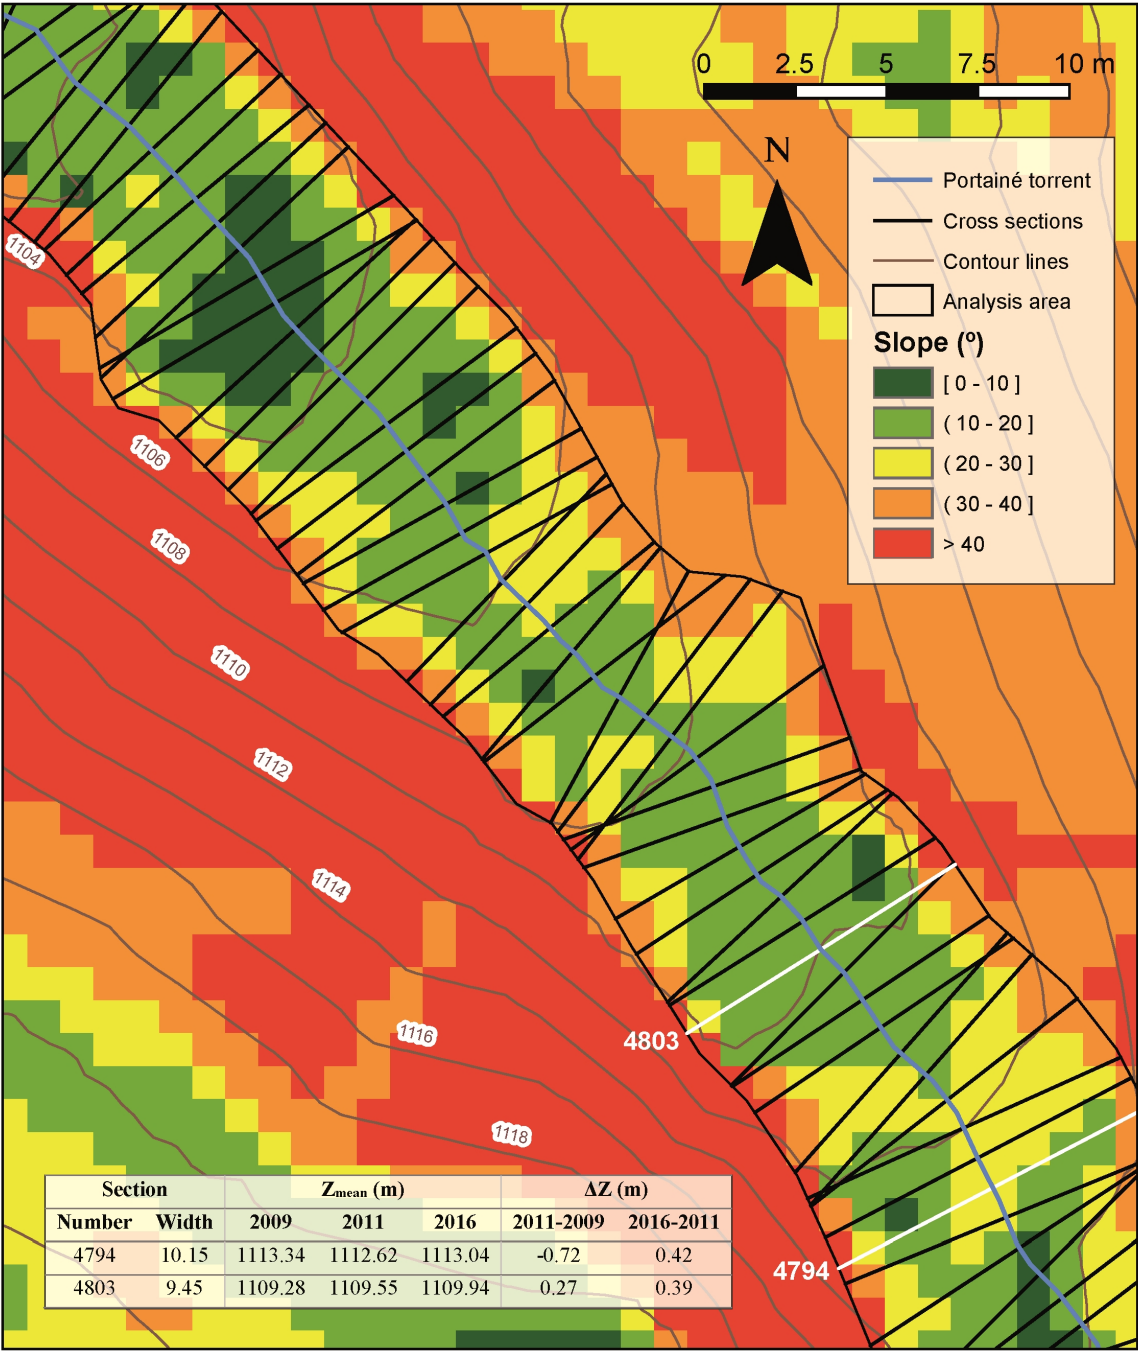 0 2.5 5 7.5 10 m
N
Portainé torrent
Cross sections
Contour lines
Analysis area
Slope (º)
[ 0 - 10 ]
( 10 - 20 ]
( 20 - 30 ]
( 30 - 40 ]
> 40
1104
1106
1108
1110
1112
1114
1116
1118
4803
4794
Section Zmean (m) ΔZ (m)
Number Width 2009 2011 2016 2011-2009 2016-2011
4794 10.15 1113.34 1112.62 1113.04 -0.72 0.42
4803 9.45 1109.28 1109.55 1109.94 0.27 0.39